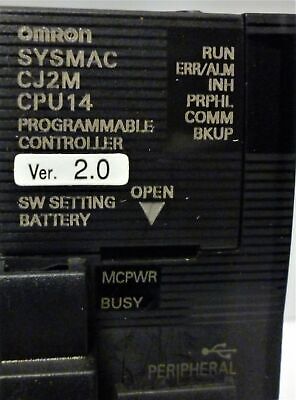 omron
SYSMAC
CJ2M
CPU14
PROGRAMMABLE
CONTROLLER
Ver. 2.0
SW SETTING
BATTERY
OPEN
RUN
ERR/ALM
INH
PRPHL
COMM
BKUP
MCPWR
BUSY
PERIPHERAL